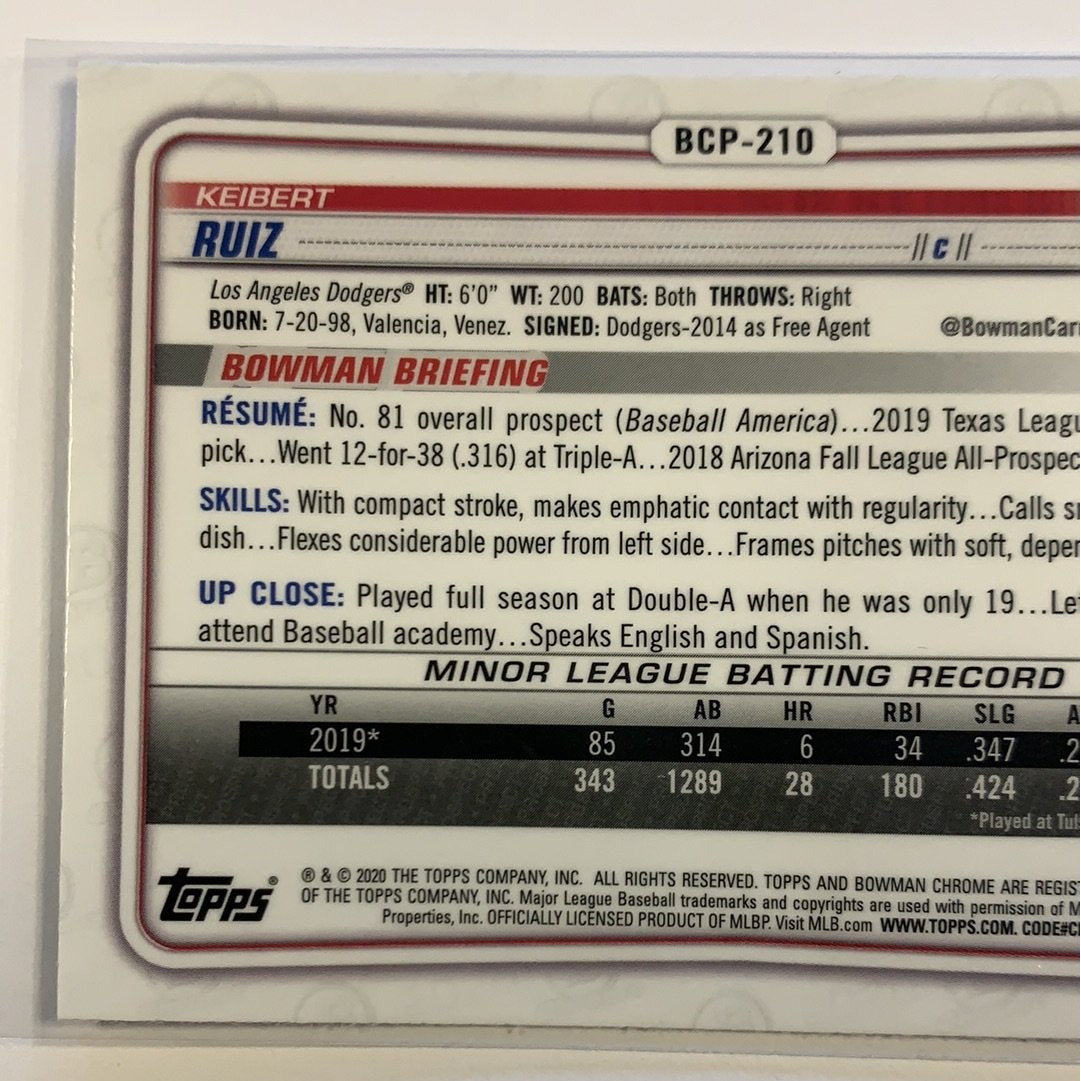 BCP-210
KEIBERT
RUIZ // C //
Los Angeles Dodgers® HT: 6'0" WT: 200 BATS: Both THROWS: Right
BORN: 7-20-98, Valencia, Venez. SIGNED: Dodgers-2014 as Free Agent
BOWMAN BRIEFING
RÉSUMÉ: No. 81 overall prospect (Baseball America)...2019 Texas
pick...Went 12-for-38 (.316) at Triple-A...2018 Arizona Fall League
SKILLS: With compact stroke, makes emphatic contact with regularity...Calls
dish...Flexes considerable power from left side...Frames pitches with soft,
UP CLOSE: Played full season at Double-A when he was only 19...
attend Baseball academy...Speaks English and Spanish.
MINOR LEAGUE BATTING RECORD
YR G AB HR RBI SLG
2019* 85 314 6 34 .347
TOTALS 343 1289 28 180 .424
*Played at
TOPPS® ® & © 2020 THE TOPPS COMPANY, INC. ALL RIGHTS RESERVED. TOPPS AND BOWMAN CHROME ARE
OF THE TOPPS COMPANY, INC. Major League Baseball trademarks and copyrights are used with permission of
Properties, Inc. OFFICIALLY LICENSED PRODUCT OF MLBP. Visit MLB.com WWW.TOPPS.COM.